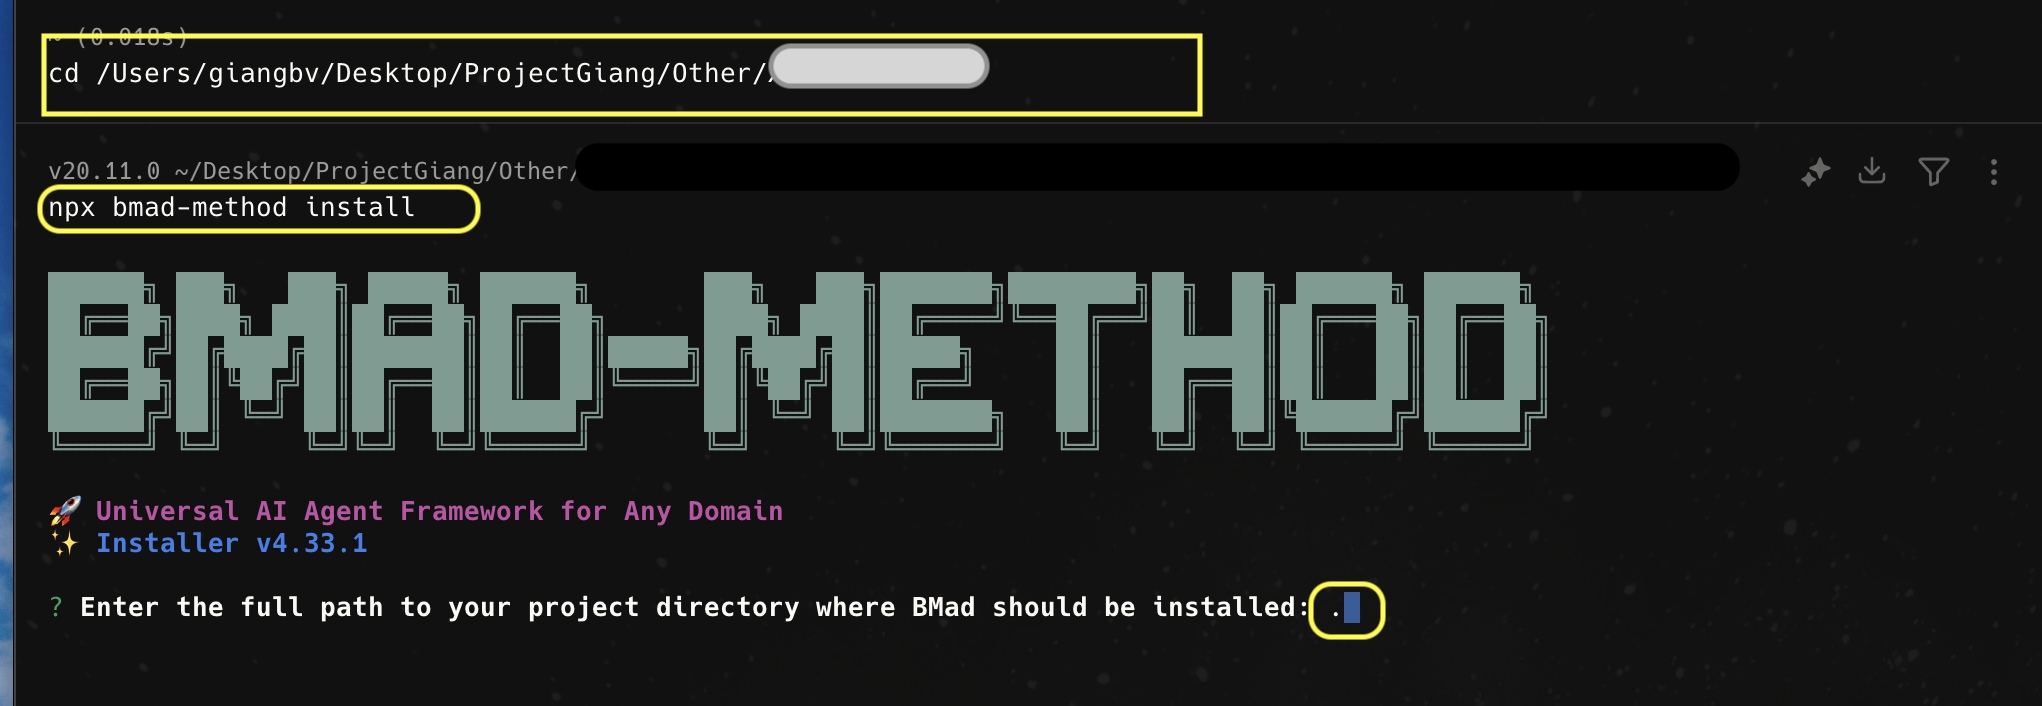 ~ (0.018s)
cd /Users/giangbv/Desktop/ProjectGiang/Other/
v20.11.0 ~/Desktop/ProjectGiang/Other/
npx bmad-method install
BMAD-METHOD
🚀 Universal AI Agent Framework for Any Domain
✨ Installer v4.33.1
? Enter the full path to your project directory where BMad should be installed: .